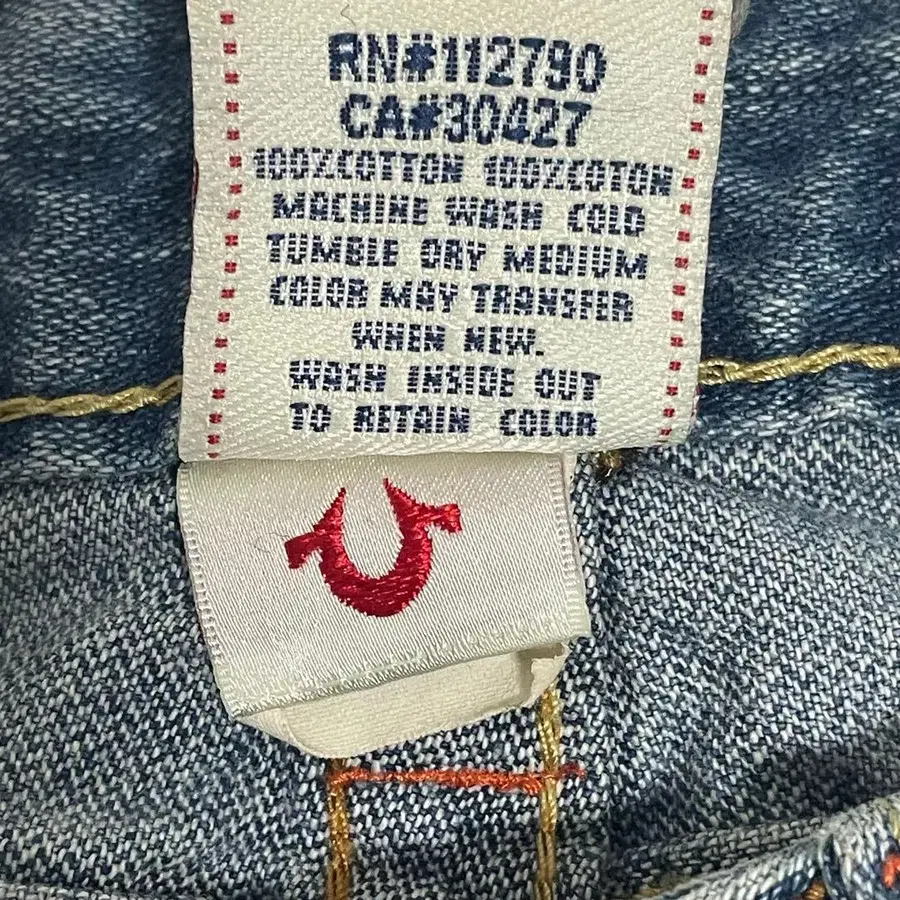 RN#112790
CA#30427
100%COTTON 100%COTON
MACHINE WASH COLD
TUMBLE DRY MEDIUM
COLOR MAY TRANSFER
WHEN NEW.
WASH INSIDE OUT
TO RETAIN COLOR